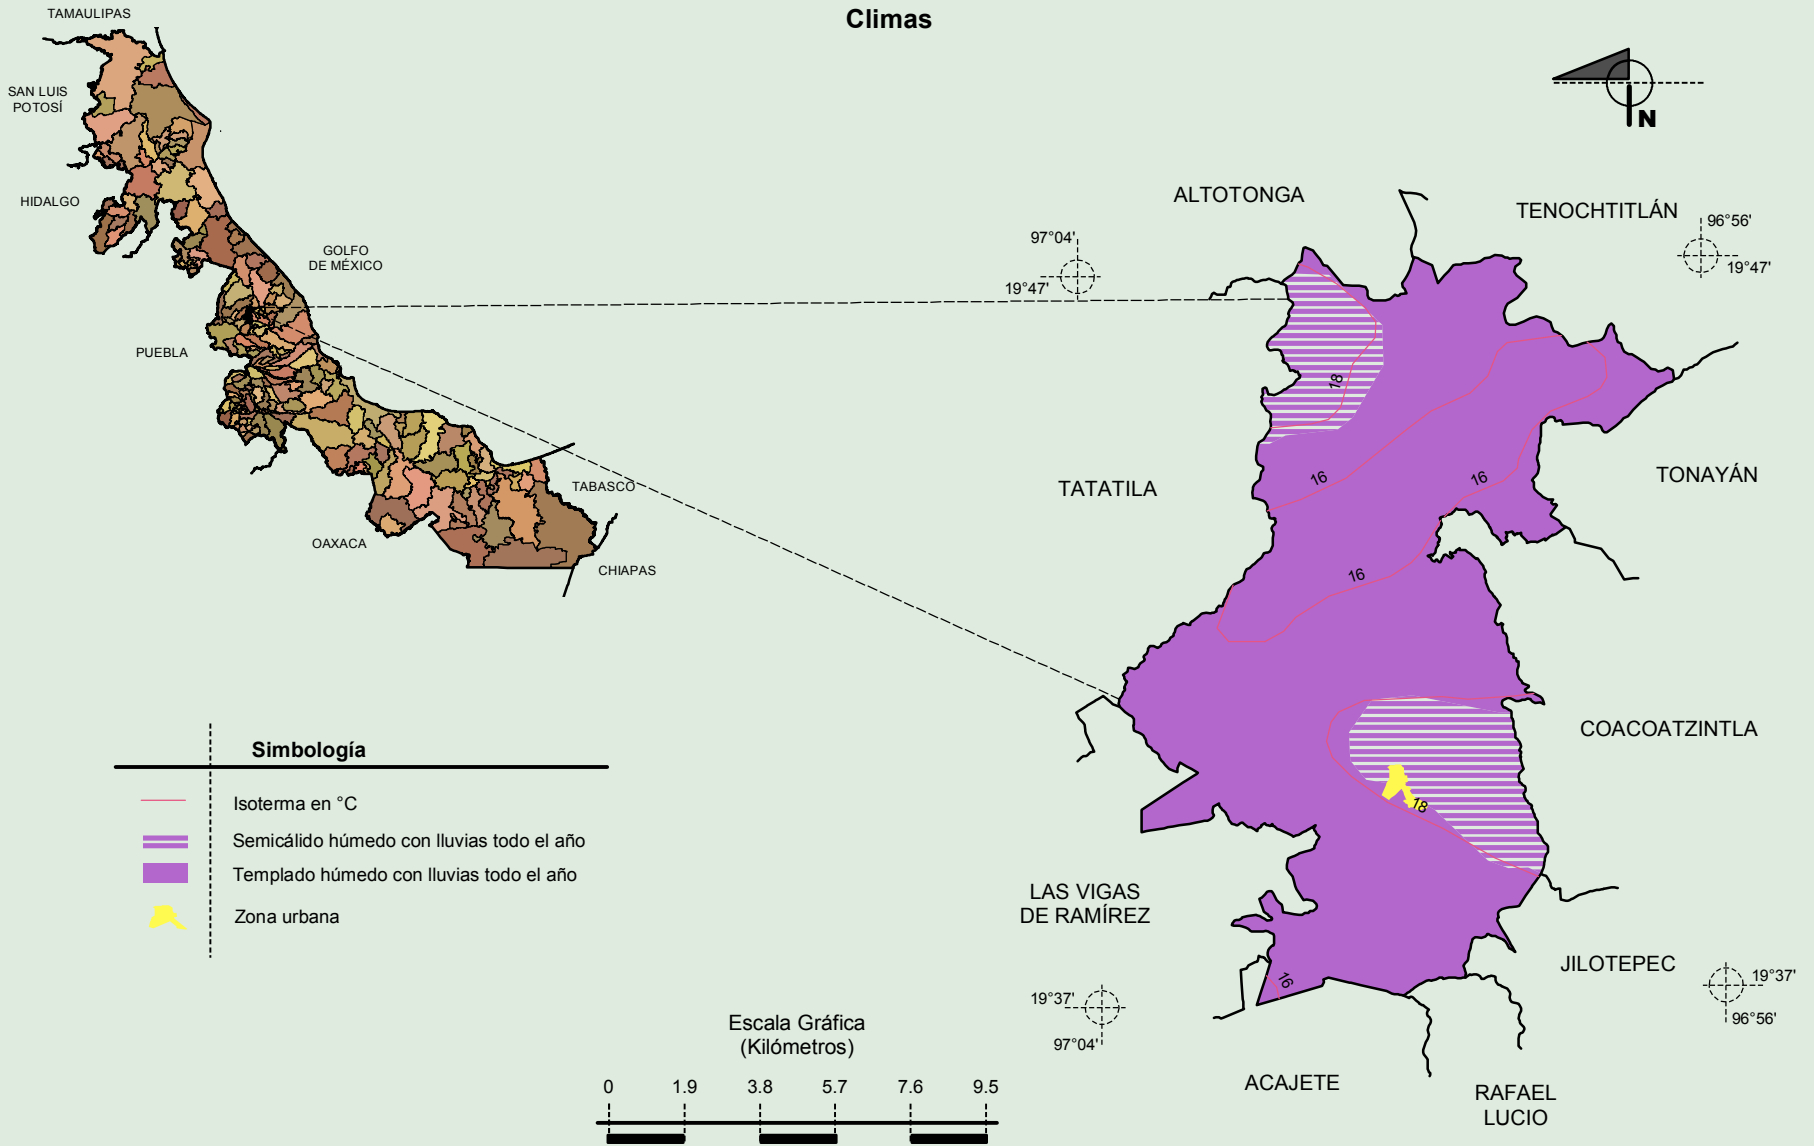 Climas
TAMAULIPAS
SAN LUIS
POTOSÍ
HIDALGO
GOLFO
DE MÉXICO
PUEBLA
TABASCO
OAXACA
CHIAPAS
N
ALTOTONGA
TENOCHTITLÁN
97°04'
19°47'
96°56'
19°47'
18
16
16
16
TATATILA
TONAYÁN
COACOATZINTLA
18
LAS VIGAS
DE RAMÍREZ
16
JILOTEPEC
19°37'
97°04'
19°37'
96°56'
ACAJETE
RAFAEL
LUCIO
Simbología
Isoterma en °C
Semicálido húmedo con lluvias todo el año
Templado húmedo con lluvias todo el año
Zona urbana
Escala Gráfica
(Kilómetros)
0 1.9 3.8 5.7 7.6 9.5